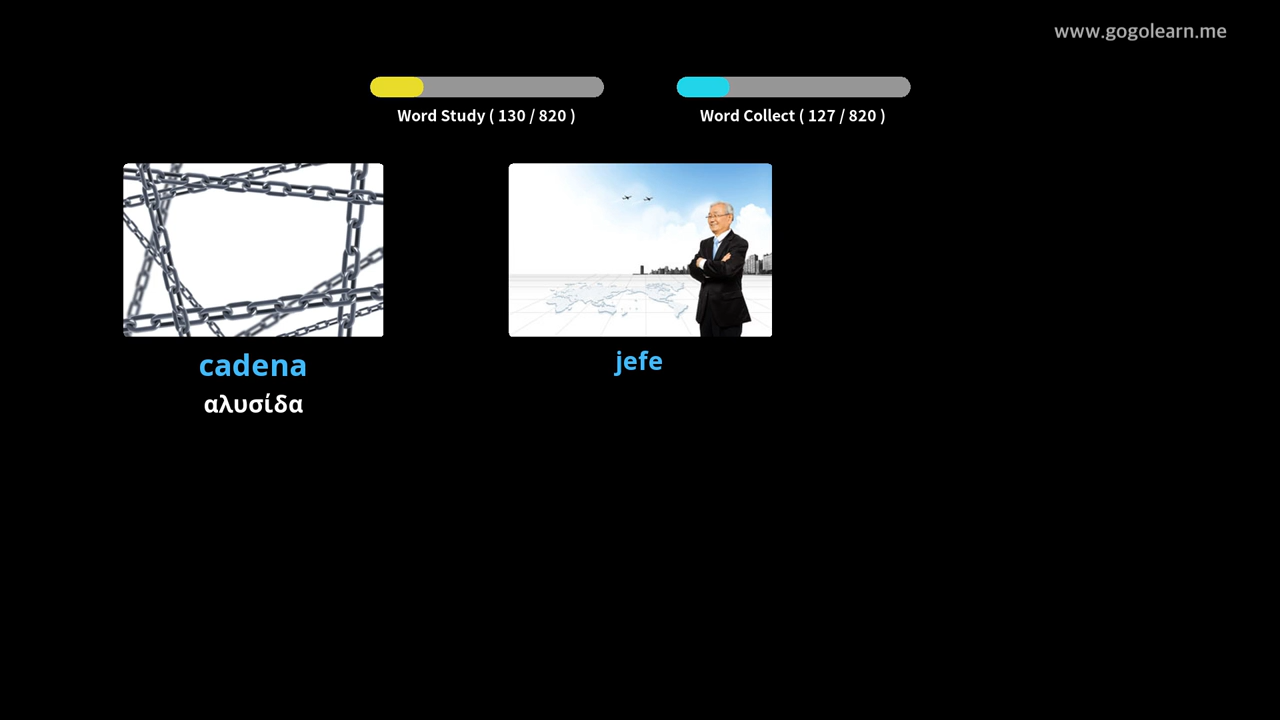 www.gogolearn.me
Word Study ( 130 / 820 )
Word Collect ( 127 / 820 )
cadena
αλυσίδα
jefe